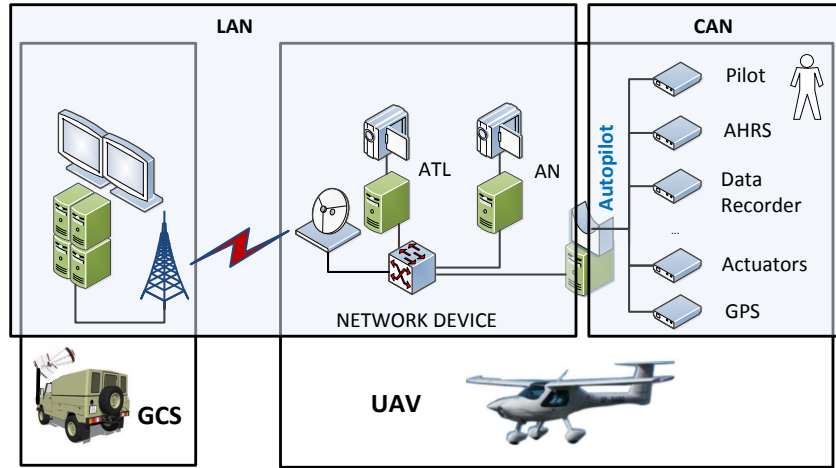 LAN
CAN
Pilot
AHRS
ATL
AN
Autopilot
Data
Recorder
...
Actuators
GPS
NETWORK DEVICE
GCS
UAV